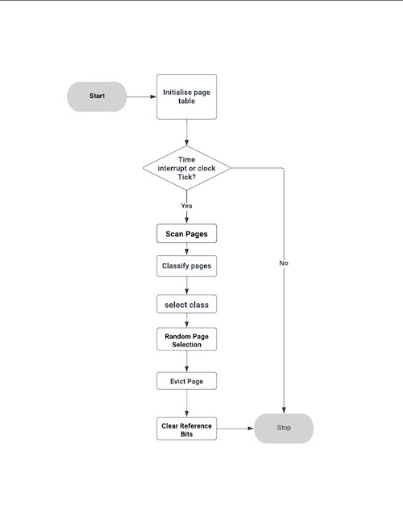 Start
Initialise page
table
Time
interrupt or clock
Tick?
Yes
Scan Pages
Classify pages
select class
No
Random Page
Selection
Evict Page
Clear Reference
Bits
Stop